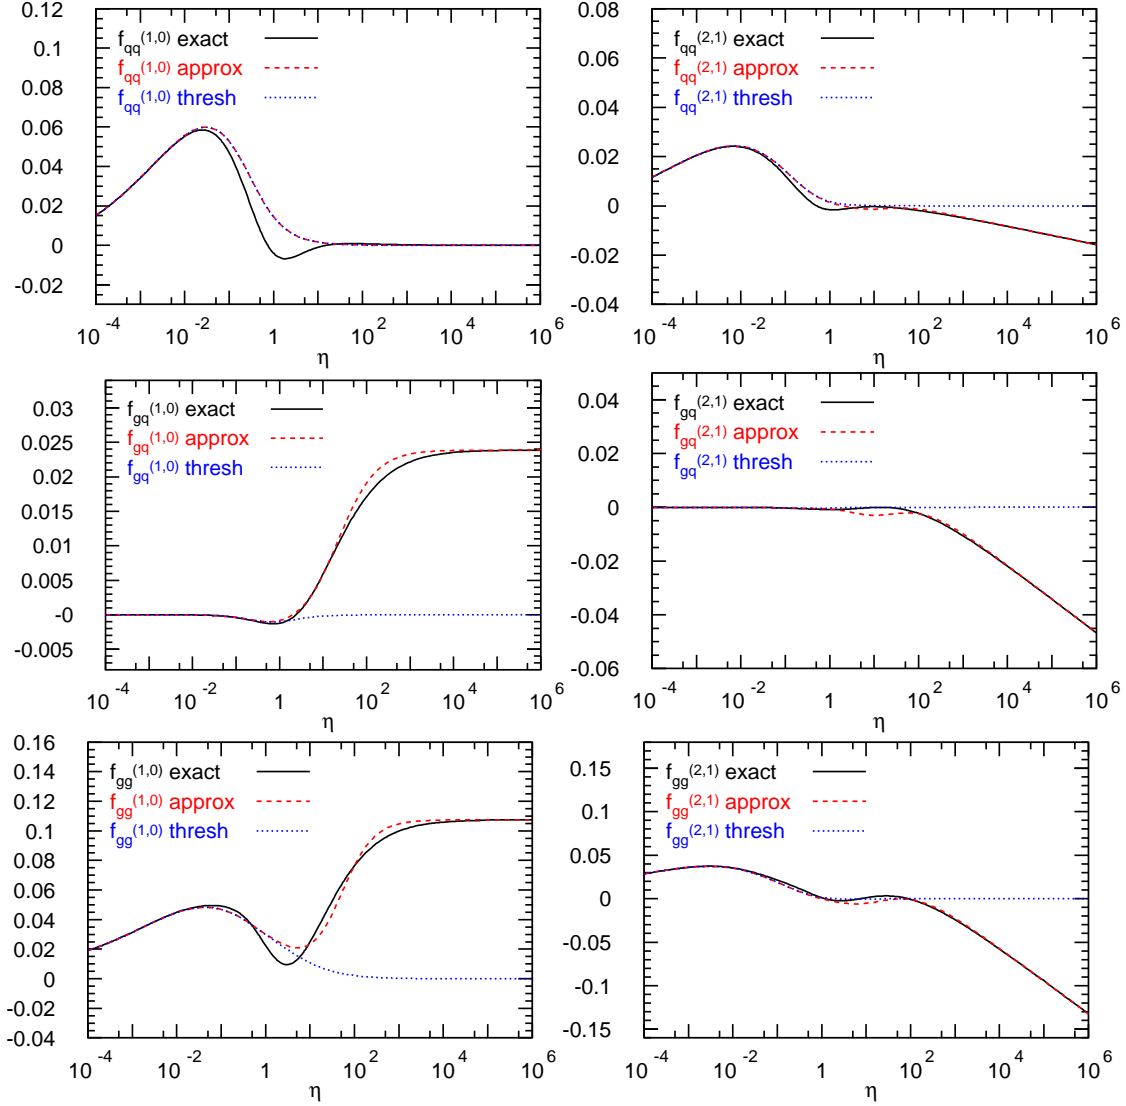 0.12
0.1
0.08
0.06
0.04
0.02
0
-0.02
f_qq^(1,0) exact
f_qq^(1,0) approx
f_qq^(1,0) thresh
10^-4 10^-2 1 10^2 10^4 10^6
η
0.08
0.06
0.04
0.02
0
-0.02
-0.04
f_qq^(2,1) exact
f_qq^(2,1) approx
f_qq^(2,1) thresh
10^-4 10^-2 1 10^2 10^4 10^6
η
0.03
0.025
0.02
0.015
0.01
0.005
-0
-0.005
f_gq^(1,0) exact
f_gq^(1,0) approx
f_gq^(1,0) thresh
10^-4 10^-2 1 10^2 10^4 10^6
η
0.04
0.02
0
-0.02
-0.04
-0.06
f_gq^(2,1) exact
f_gq^(2,1) approx
f_gq^(2,1) thresh
10^-4 10^-2 1 10^2 10^4 10^6
η
0.16
0.14
0.12
0.1
0.08
0.06
0.04
0.02
0
-0.02
-0.04
f_gg^(1,0) exact
f_gg^(1,0) approx
f_gg^(1,0) thresh
10^-4 10^-2 1 10^2 10^4 10^6
η
0.15
0.1
0.05
0
-0.05
-0.1
-0.15
f_gg^(2,1) exact
f_gg^(2,1) approx
f_gg^(2,1) thresh
10^-4 10^-2 1 10^2 10^4 10^6
η